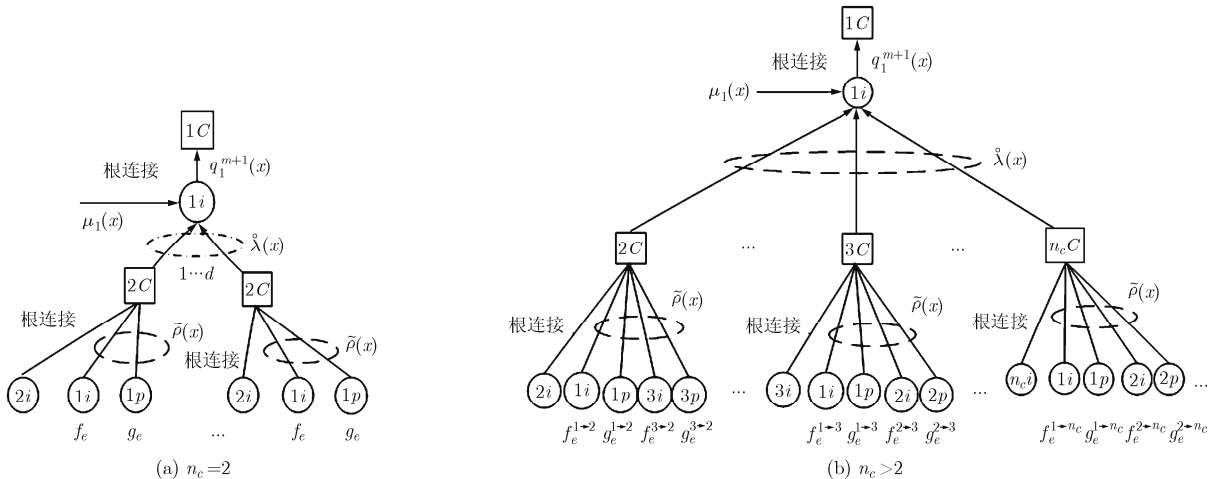 1C
根连接
q_1^{m+1}(x)
1i
μ_1(x)
λ̊(x)
1···d
2C
2C
根连接
ρ̃(x)
根连接
ρ̃(x)
2i
1i
1p
2i
1i
1p
f_e
g_e
...
f_e
g_e
(a) n_c=2
1C
根连接
q_1^{m+1}(x)
μ_1(x)
1i
λ̊(x)
2C
...
3C
...
n_cC
根连接
ρ̃(x)
根连接
ρ̃(x)
根连接
ρ̃(x)
2i
1i
1p
3i
3p
...
3i
1i
1p
2i
2p
...
n_ci
1i
1p
2i
2p
...
f_e^{1→2} g_e^{1→2} f_e^{3→2} g_e^{3→2}
f_e^{1→3} g_e^{1→3} f_e^{2→3} g_e^{2→3}
f_e^{1→n_c} g_e^{1→n_c} f_e^{2→n_c} g_e^{2→n_c}
(b) n_c>2